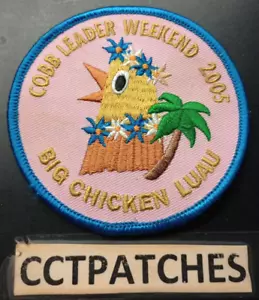 COBB LEADER WEEKEND 2005
BIG CHICKEN LUAU
CCTPATCHES